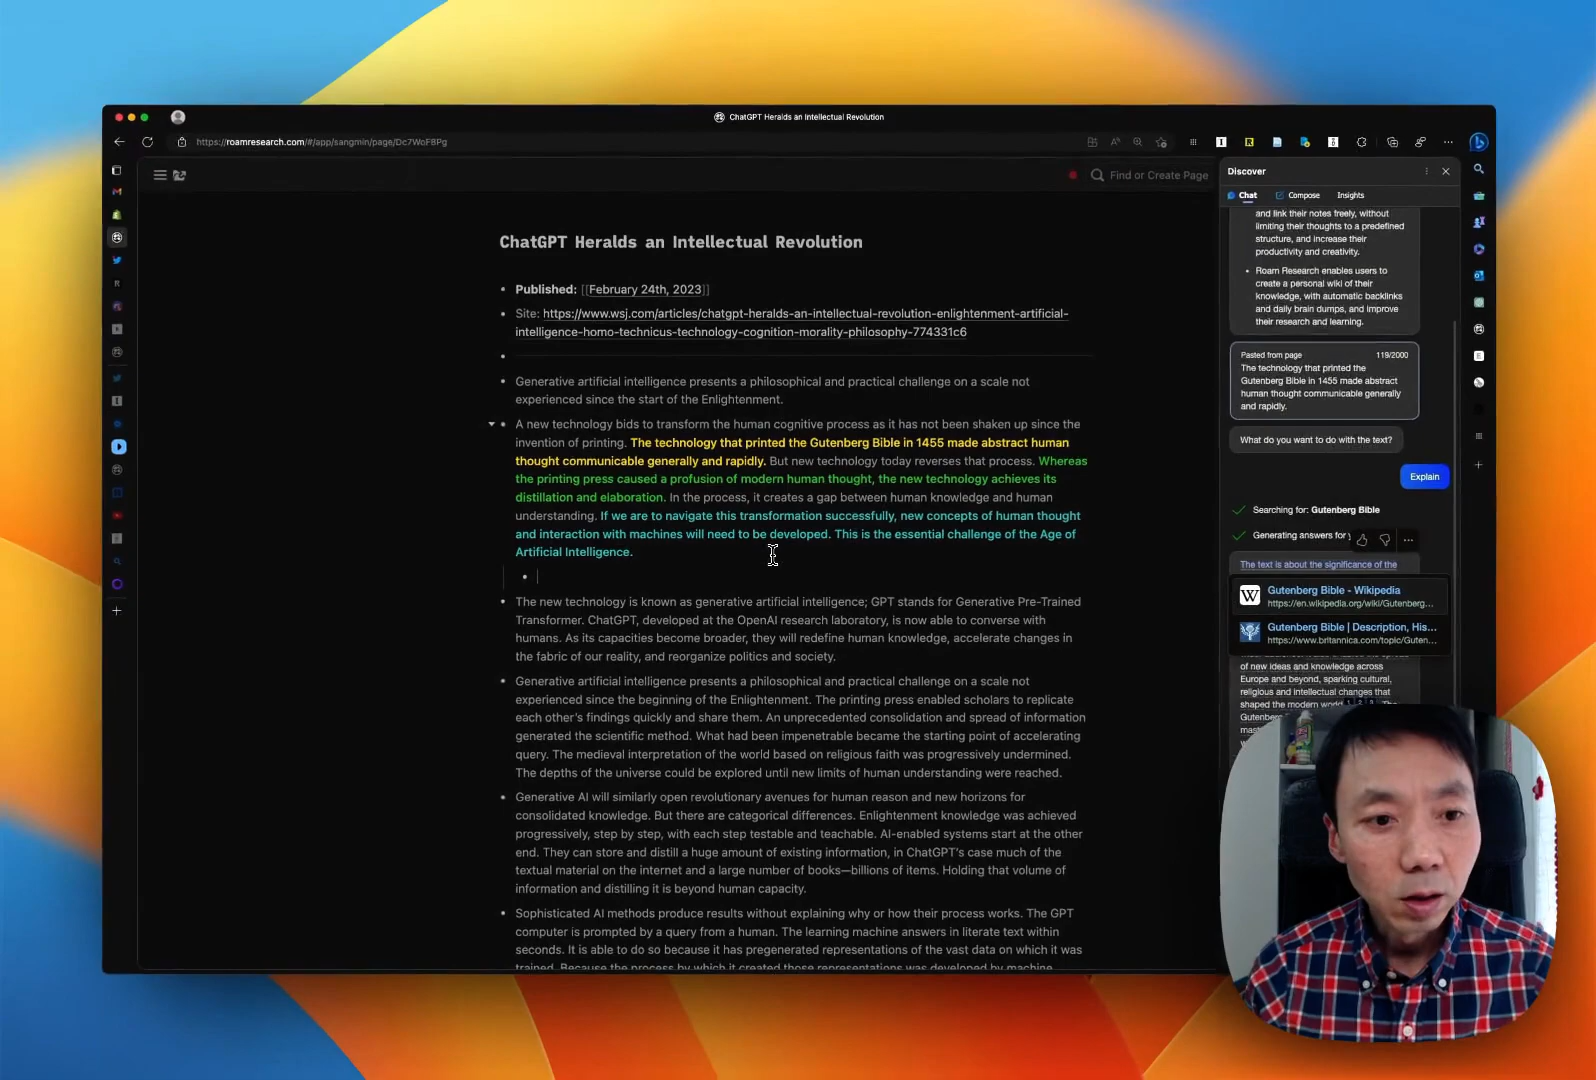 ChatGPT Heralds an Intellectual Revolution
https://roamresearch.com/#/app/sangmin/page/Dc7WoF8Pg
Find or Create Page
ChatGPT Heralds an Intellectual Revolution
Published: [[February 24th, 2023]]
Site: https://www.wsj.com/articles/chatgpt-heralds-an-intellectual-revolution-enlightenment-artificial-
intelligence-homo-technicus-technology-cognition-morality-philosophy-774331c6
Generative artificial intelligence presents a philosophical and practical challenge on a scale not
experienced since the start of the Enlightenment.
A new technology bids to transform the human cognitive process as it has not been shaken up since the
invention of printing. The technology that printed the Gutenberg Bible in 1455 made abstract human
thought communicable generally and rapidly. But new technology today reverses that process. Whereas
the printing press caused a profusion of modern human thought, the new technology achieves its
distillation and elaboration. In the process, it creates a gap between human knowledge and human
understanding. If we are to navigate this transformation successfully, new concepts of human thought
and interaction with machines will need to be developed. This is the essential challenge of the Age of
Artificial Intelligence.
The new technology is known as generative artificial intelligence; GPT stands for Generative Pre-Trained
Transformer. ChatGPT, developed at the OpenAI research laboratory, is now able to converse with
humans. As its capacities become broader, they will redefine human knowledge, accelerate changes in
the fabric of our reality, and reorganize politics and society.
Generative artificial intelligence presents a philosophical and practical challenge on a scale not
experienced since the beginning of the Enlightenment. The printing press enabled scholars to replicate
each other's findings quickly and share them. An unprecedented consolidation and spread of information
generated the scientific method. What had been impenetrable became the starting point of accelerating
query. The medieval interpretation of the world based on religious faith was progressively undermined.
The depths of the universe could be explored until new limits of human understanding were reached.
Generative AI will similarly open revolutionary avenues for human reason and new horizons for
consolidated knowledge. But there are categorical differences. Enlightenment knowledge was achieved
progressively, step by step, with each step testable and teachable. AI-enabled systems start at the other
end. They can store and distill a huge amount of existing information, in ChatGPT's case much of the
textual material on the internet and a large number of books—billions of items. Holding that volume of
information and distilling it is beyond human capacity.
Sophisticated AI methods produce results without explaining why or how their process works. The GPT
computer is prompted by a query from a human. The learning machine answers in literate text within
seconds. It is able to do so because it has pregenerated representations of the vast data on which it was
trained. Because the process by which it created those representations was developed by machine
Discover
Chat
Compose
Insights
and link their notes freely, without
limiting their thoughts to a predefined
structure, and increase their
productivity and creativity.
Roam Research enables users to
create a personal wiki of their
knowledge, with automatic backlinks
and daily brain dumps, and improve
their research and learning.
Pasted from page 119/2000
The technology that printed the
Gutenberg Bible in 1455 made abstract
human thought communicable generally
and rapidly.
What do you want to do with the text?
Explain
Searching for: Gutenberg Bible
Generating answers for y
The text is about the significance of the
Gutenberg Bible - Wikipedia
https://en.wikipedia.org/wiki/Gutenberg...
Gutenberg Bible | Description, His...
https://www.britannica.com/topic/Guten...
of new ideas and knowledge across
Europe and beyond, sparking cultural,
religious and intellectual changes that
shaped the modern world 1 2 3. The
Gutenberg